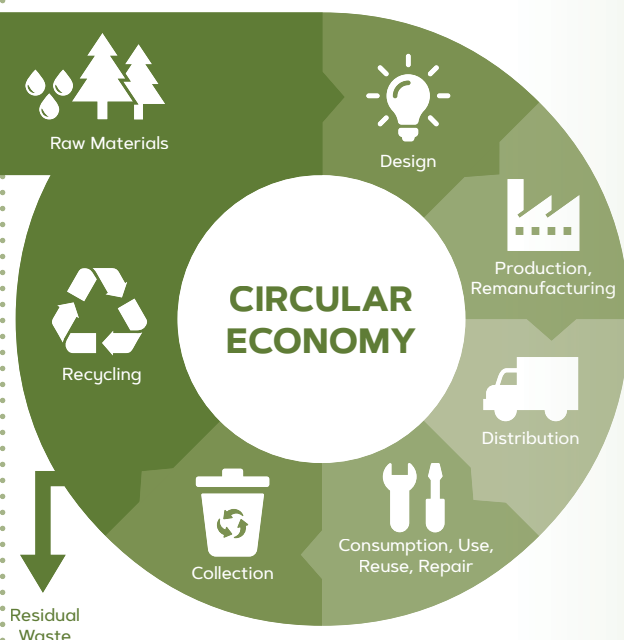 Raw Materials
Design
Production,
Remanufacturing
CIRCULAR
ECONOMY
Distribution
Consumption, Use,
Reuse, Repair
Collection
Recycling
Residual
Waste